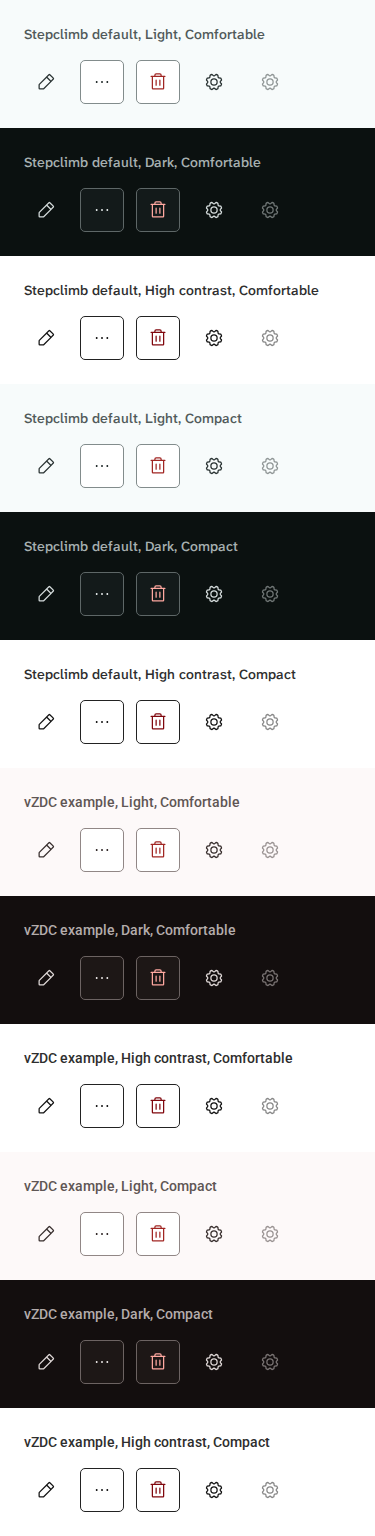 Stepclimb default, Light, Comfortable
Stepclimb default, Dark, Comfortable
Stepclimb default, High contrast, Comfortable
Stepclimb default, Light, Compact
Stepclimb default, Dark, Compact
Stepclimb default, High contrast, Compact
vZDC example, Light, Comfortable
vZDC example, Dark, Comfortable
vZDC example, High contrast, Comfortable
vZDC example, Light, Compact
vZDC example, Dark, Compact
vZDC example, High contrast, Compact